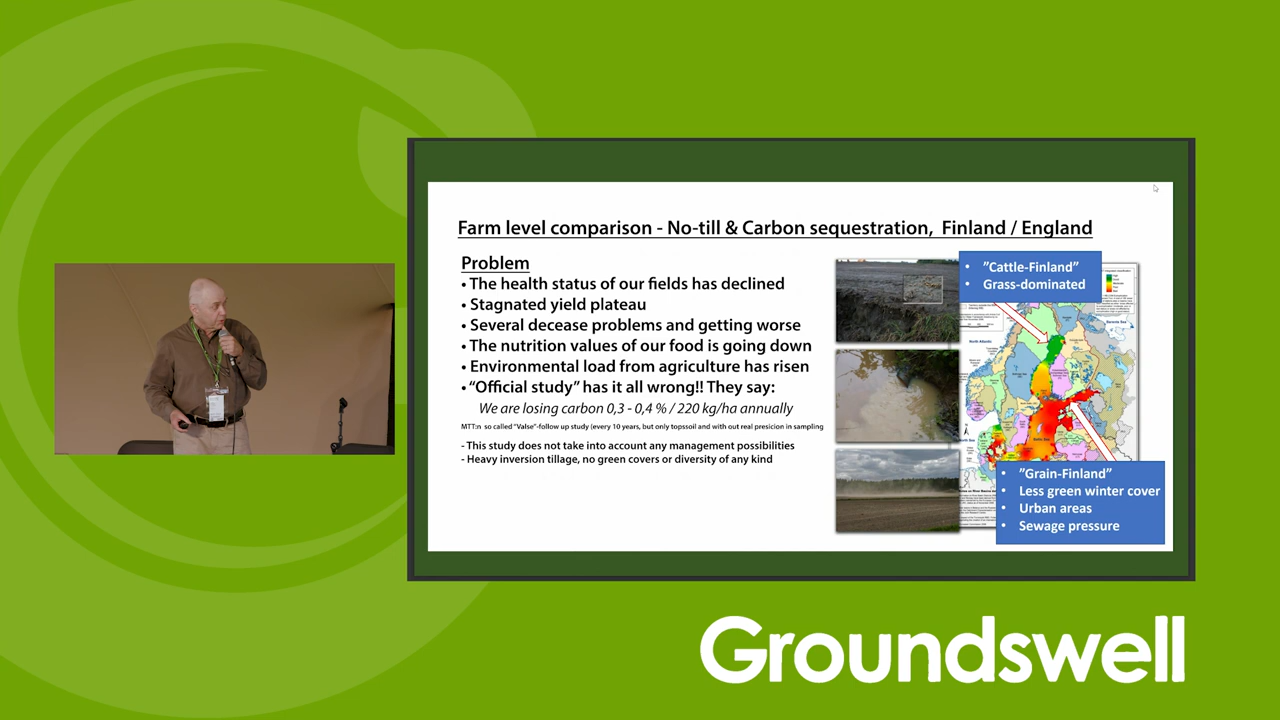 Farm level comparison - No-till & Carbon sequestration, Finland / England
Problem
• The health status of our fields has declined
• Stagnated yield plateau
• Several decease problems and getting worse
• The nutrition values of our food is going down
• Environmental load from agriculture has risen
• “Official study” has it all wrong!! They say:
We are losing carbon 0,3 - 0,4 % / 220 kg/ha annually
MTT:n so called "Valse"-follow up study (every 10 years, but only topssoil and with out real presicion in sampling
- This study does not take into account any management possibilities
- Heavy inversion tillage, no green covers or diversity of any kind
• ”Cattle-Finland”
• Grass-dominated
• ”Grain-Finland”
• Less green winter cover
• Urban areas
• Sewage pressure
Groundswell